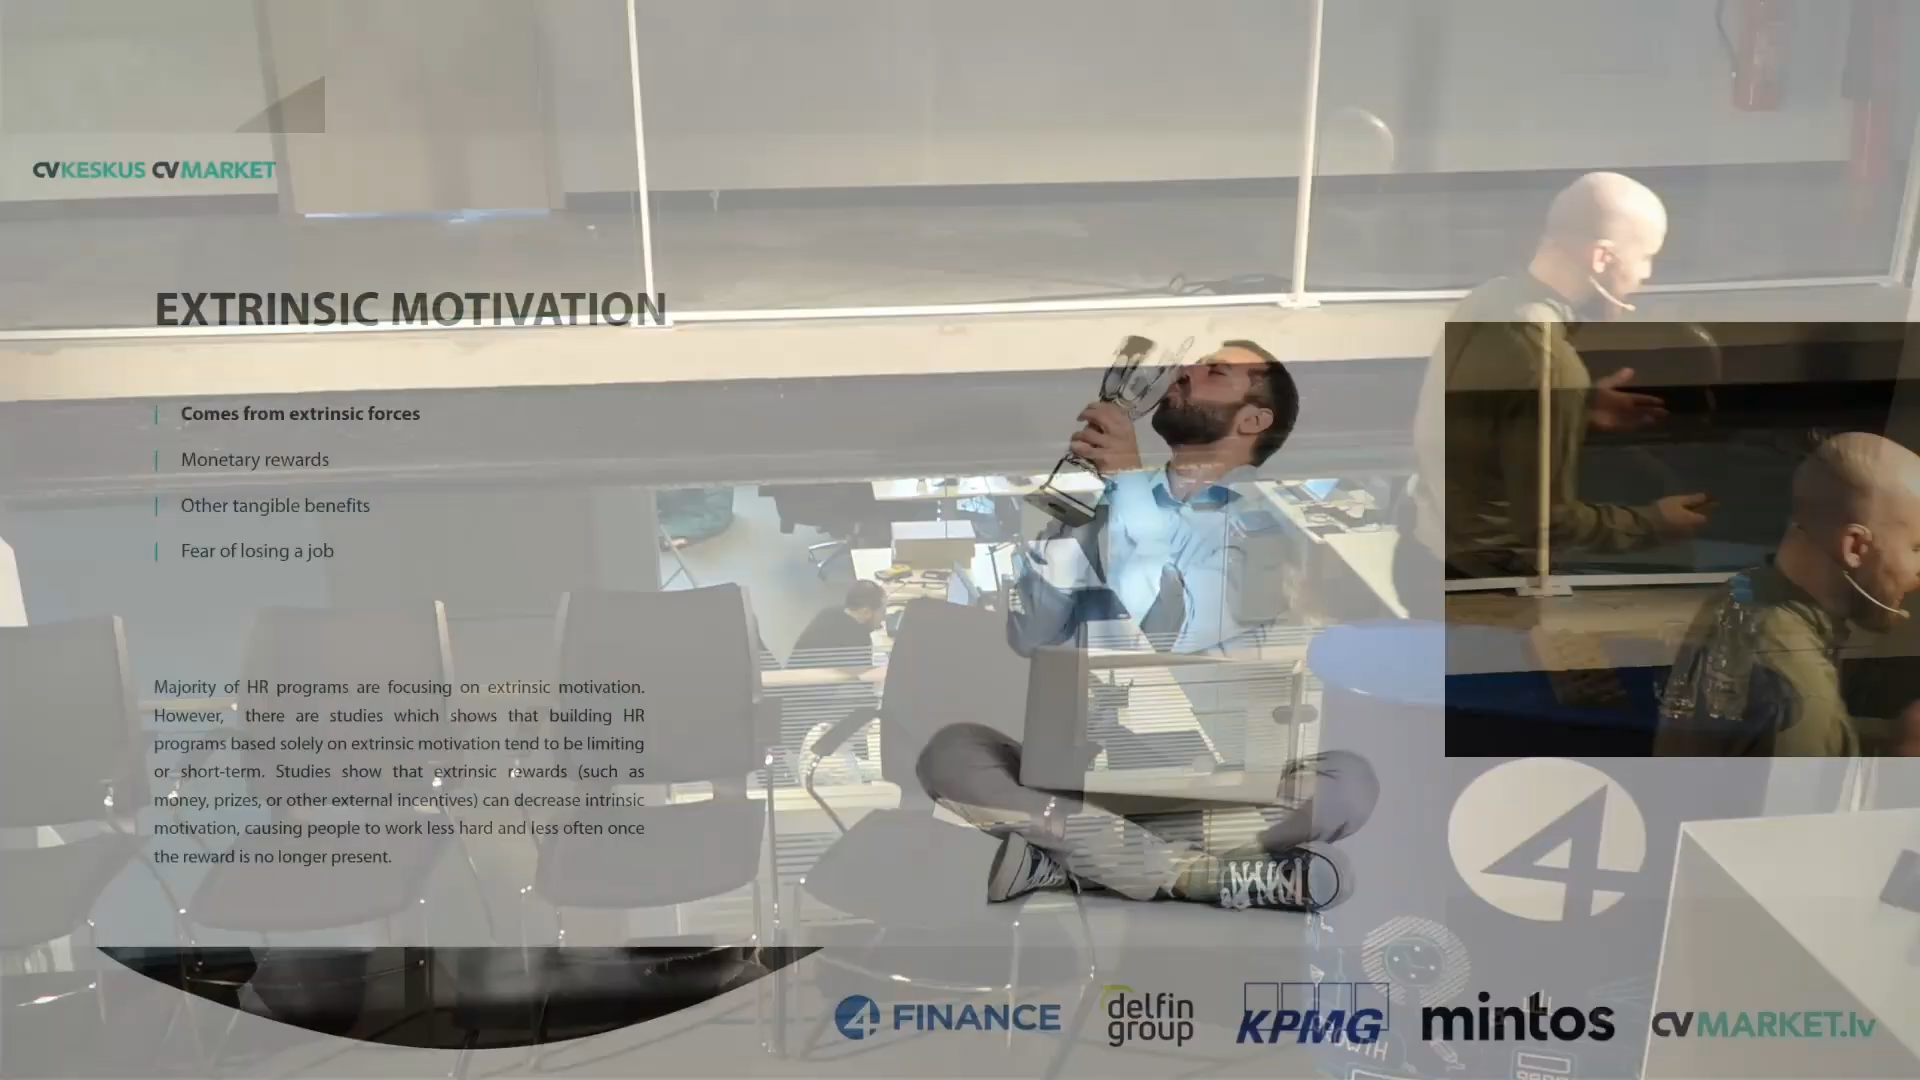 CVKESKUS CVMARKET
EXTRINSIC MOTIVATION
Comes from extrinsic forces
Monetary rewards
Other tangible benefits
Fear of losing a job
Majority of HR programs are focusing on extrinsic motivation.
However, there are studies which shows that building HR
programs based solely on extrinsic motivation tend to be limiting
or short-term. Studies show that extrinsic rewards (such as
money, prizes, or other external incentives) can decrease intrinsic
motivation, causing people to work less hard and less often once
the reward is no longer present.
4
4 FINANCE
delfin
group
KPMG
mintos
CVMARKET.lv